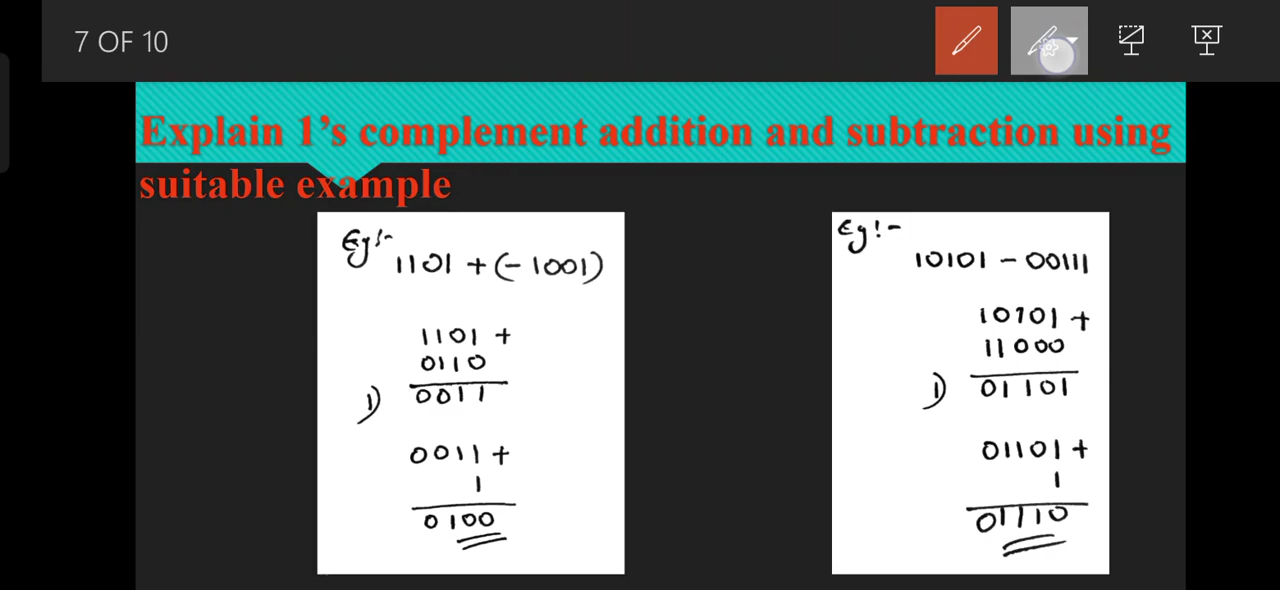 7 OF 10
Explain 1's complement addition and subtraction using
suitable example
Eg:-
1101 + (- 1001)
1101 +
0110
1) 0011
0011 +
1
0100
Eg:-
10101 - 00111
10101 +
11000
1) 01101
01101 +
1
01110